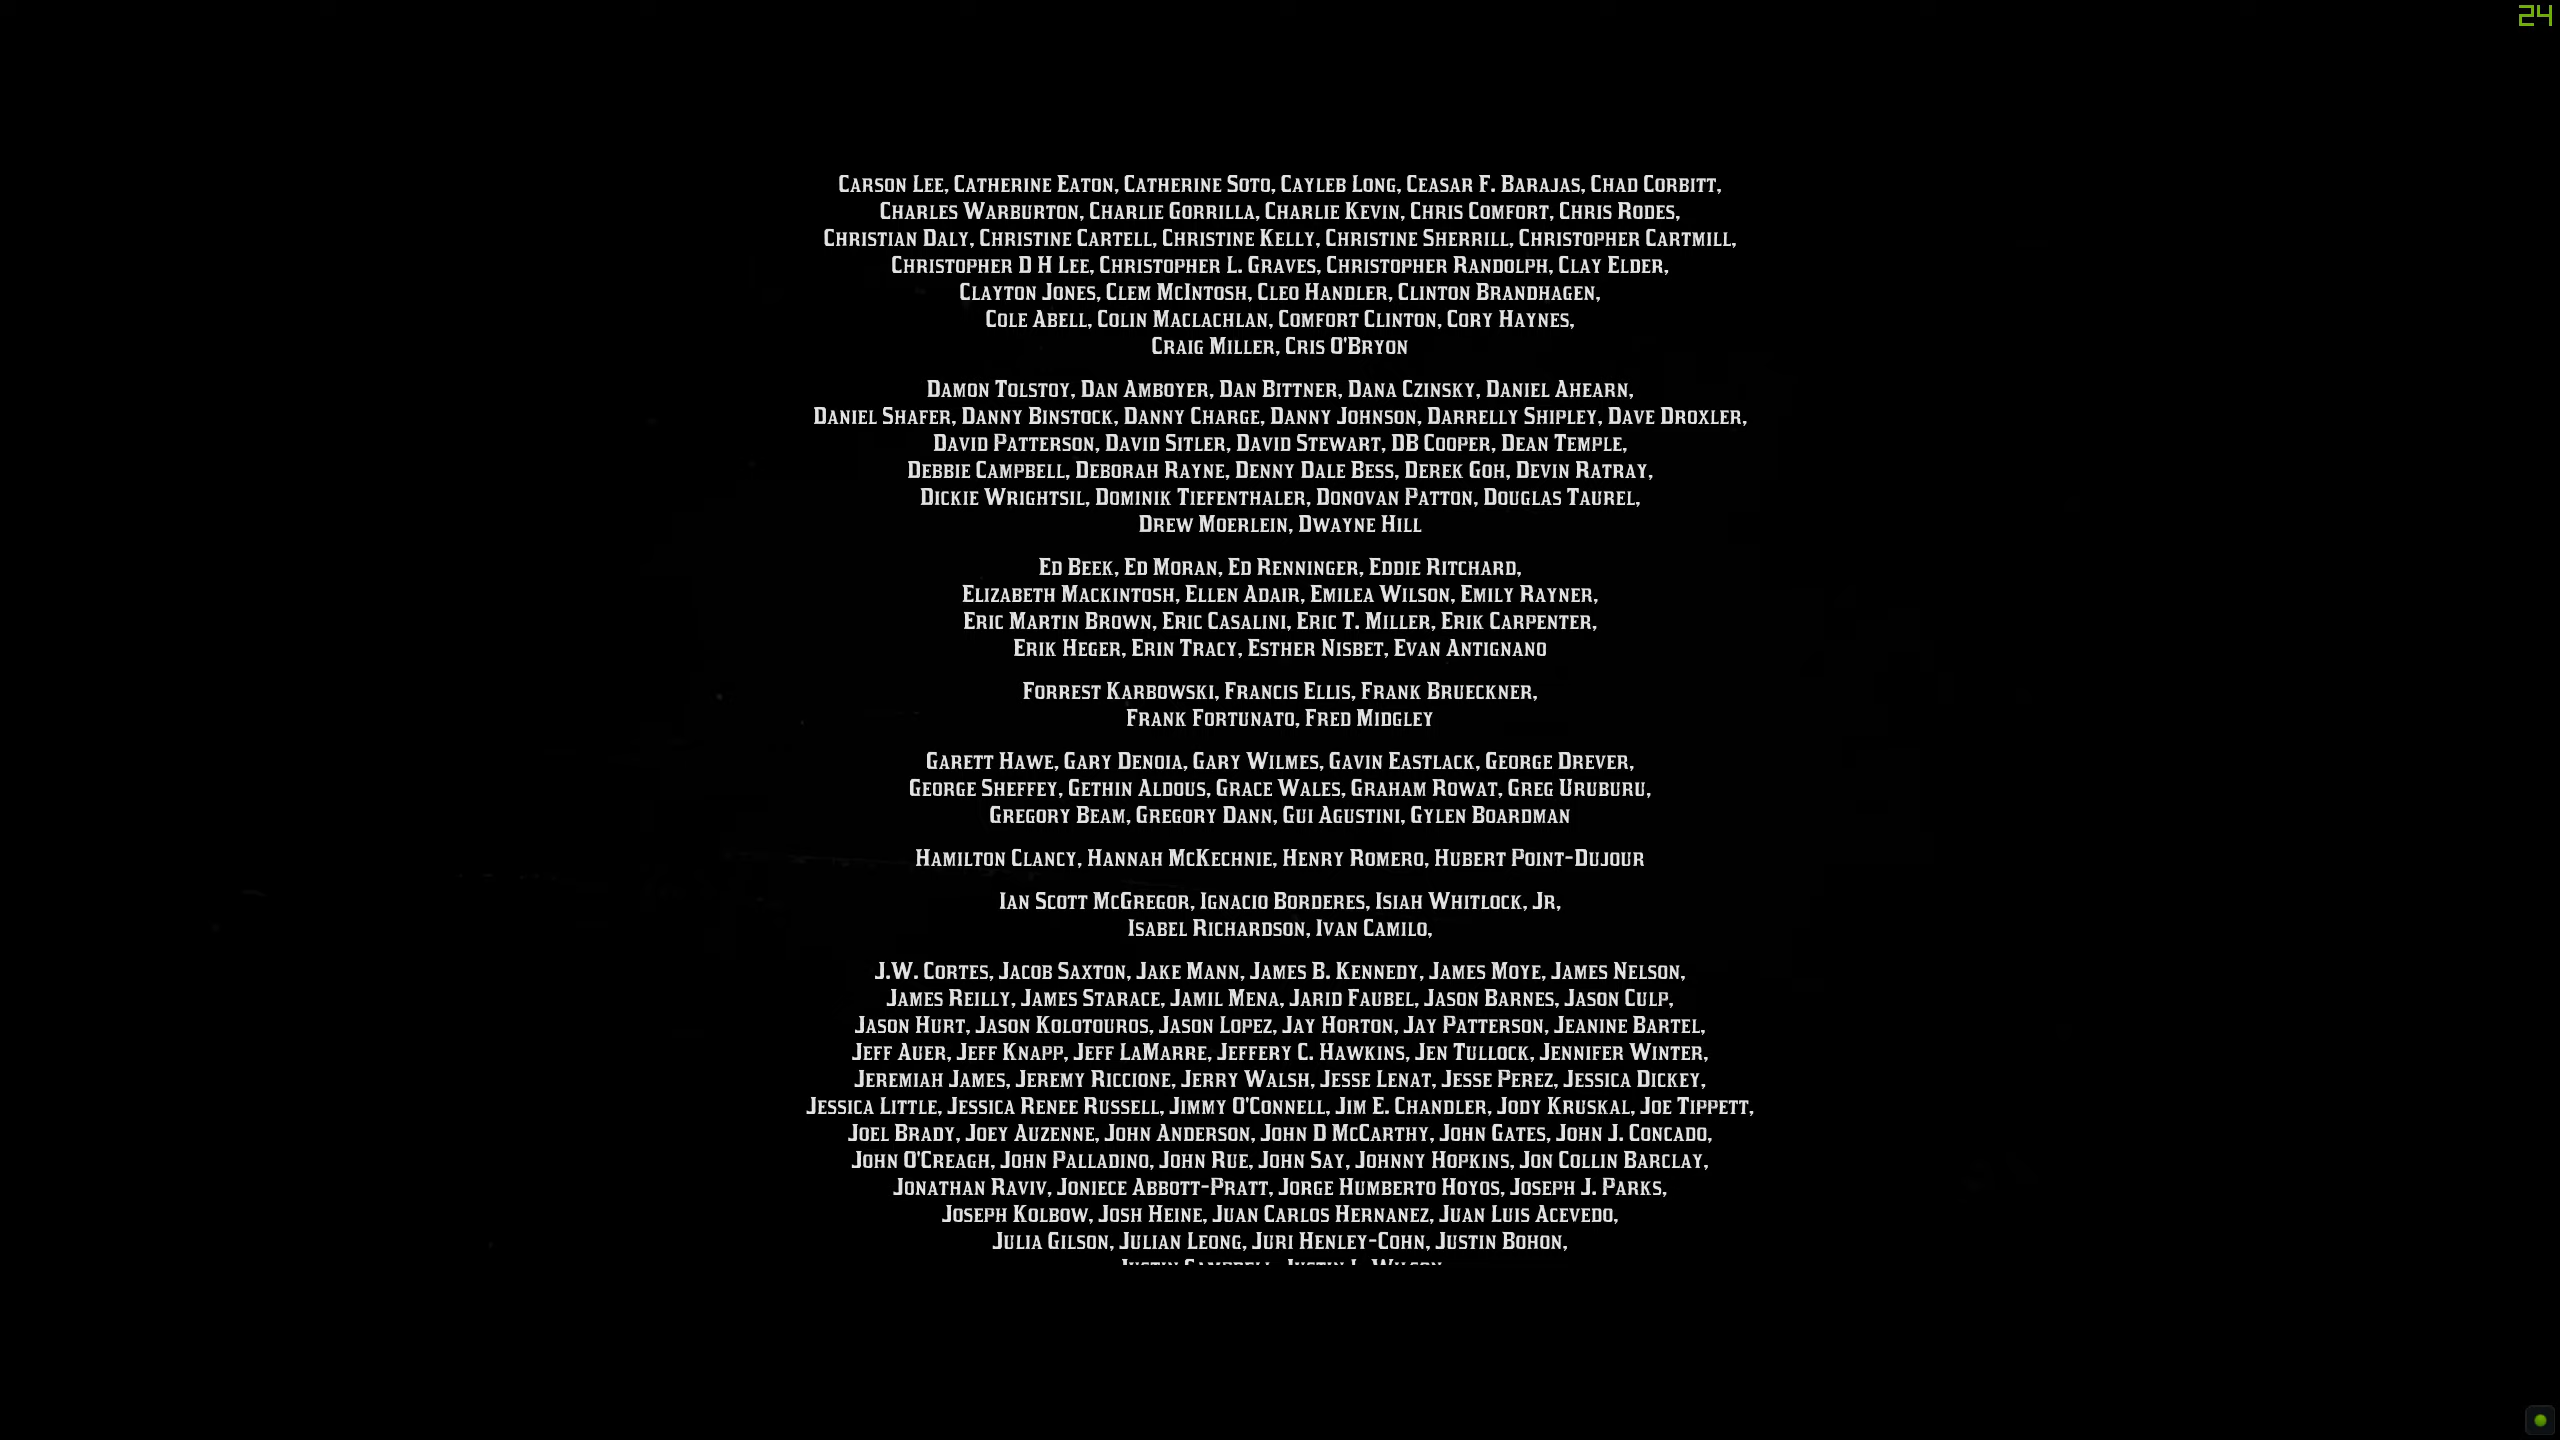 24
Carson Lee, Catherine Eaton, Catherine Soto, Cayleb Long, Ceasar F. Barajas, Chad Corbitt,
Charles Warburton, Charlie Gorrilla, Charlie Kevin, Chris Comfort, Chris Rodes,
Christian Daly, Christine Cartell, Christine Kelly, Christine Sherrill, Christopher Cartmill,
Christopher D H Lee, Christopher L. Graves, Christopher Randolph, Clay Elder,
Clayton Jones, Clem McIntosh, Cleo Handler, Clinton Brandhagen,
Cole Abell, Colin Maclachlan, Comfort Clinton, Cory Haynes,
Craig Miller, Cris O'Bryon
Damon Tolstoy, Dan Amboyer, Dan Bittner, Dana Czinsky, Daniel Ahearn,
Daniel Shafer, Danny Binstock, Danny Charge, Danny Johnson, Darrelly Shipley, Dave Droxler,
David Patterson, David Sitler, David Stewart, DB Cooper, Dean Temple,
Debbie Campbell, Deborah Rayne, Denny Dale Bess, Derek Goh, Devin Ratray,
Dickie Wrightsil, Dominik Tiefenthaler, Donovan Patton, Douglas Taurel,
Drew Moerlein, Dwayne Hill
Ed Beek, Ed Moran, Ed Renninger, Eddie Ritchard,
Elizabeth Mackintosh, Ellen Adair, Emilea Wilson, Emily Rayner,
Eric Martin Brown, Eric Casalini, Eric T. Miller, Erik Carpenter,
Erik Heger, Erin Tracy, Esther Nisbet, Evan Antignano
Forrest Karbowski, Francis Ellis, Frank Brueckner,
Frank Fortunato, Fred Midgley
Garett Hawe, Gary Denoia, Gary Wilmes, Gavin Eastlack, George Drever,
George Sheffey, Gethin Aldous, Grace Wales, Graham Rowat, Greg Uruburu,
Gregory Beam, Gregory Dann, Gui Agustini, Gylen Boardman
Hamilton Clancy, Hannah McKechnie, Henry Romero, Hubert Point-Dujour
Ian Scott McGregor, Ignacio Borderes, Isiah Whitlock, Jr,
Isabel Richardson, Ivan Camilo,
J.W. Cortes, Jacob Saxton, Jake Mann, James B. Kennedy, James Moye, James Nelson,
James Reilly, James Starace, Jamil Mena, Jarid Faubel, Jason Barnes, Jason Culp,
Jason Hurt, Jason Kolotouros, Jason Lopez, Jay Horton, Jay Patterson, Jeanine Bartel,
Jeff Auer, Jeff Knapp, Jeff LaMarre, Jeffery C. Hawkins, Jen Tullock, Jennifer Winter,
Jeremiah James, Jeremy Riccione, Jerry Walsh, Jesse Lenat, Jesse Perez, Jessica Dickey,
Jessica Little, Jessica Renee Russell, Jimmy O'Connell, Jim E. Chandler, Jody Kruskal, Joe Tippett,
Joel Brady, Joey Auzenne, John Anderson, John D McCarthy, John Gates, John J. Concado,
John O'Creagh, John Palladino, John Rue, John Say, Johnny Hopkins, Jon Collin Barclay,
Jonathan Raviv, Joniece Abbott-Pratt, Jorge Humberto Hoyos, Joseph J. Parks,
Joseph Kolbow, Josh Heine, Juan Carlos Hernanez, Juan Luis Acevedo,
Julia Gilson, Julian Leong, Juri Henley-Cohn, Justin Bohon,
Justin Campbell, Justin L. Wilson